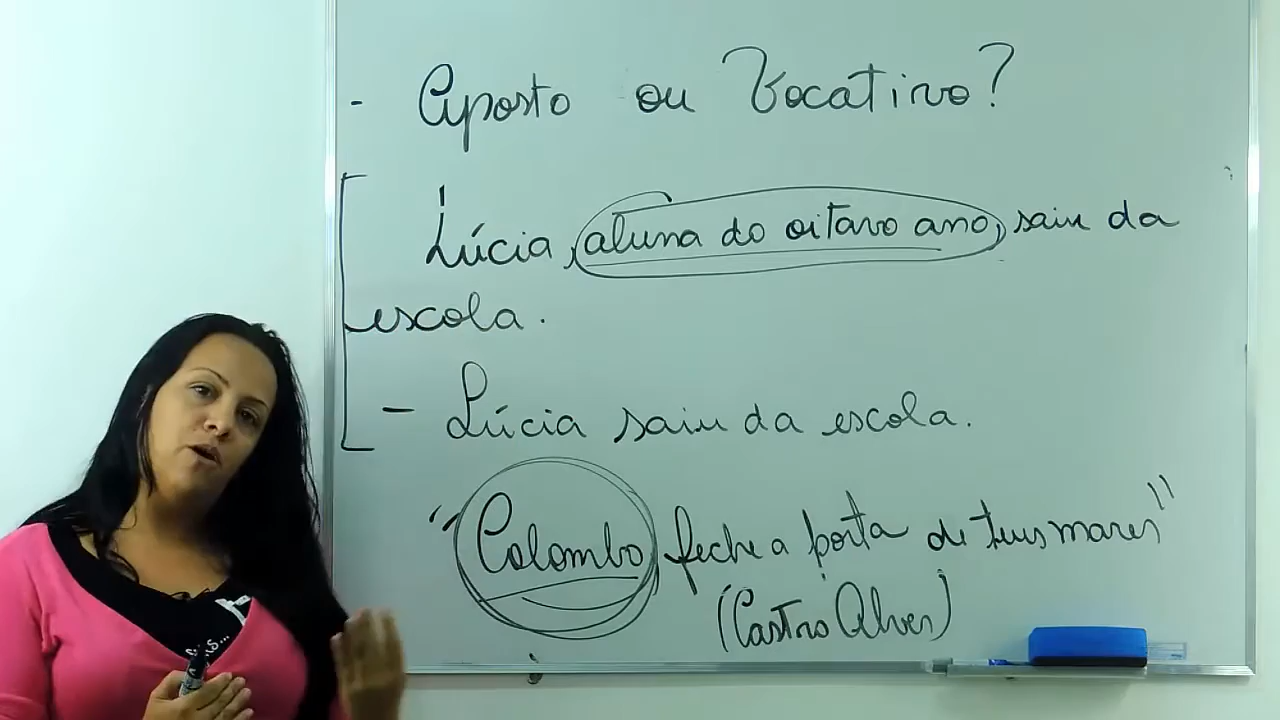 - Aposto ou Vocativo?
Lúcia, aluna do oitavo ano, saiu da
escola.
- Lúcia saiu da escola.
"Colombo feche a porta de teus mares"
(Castro Alves)